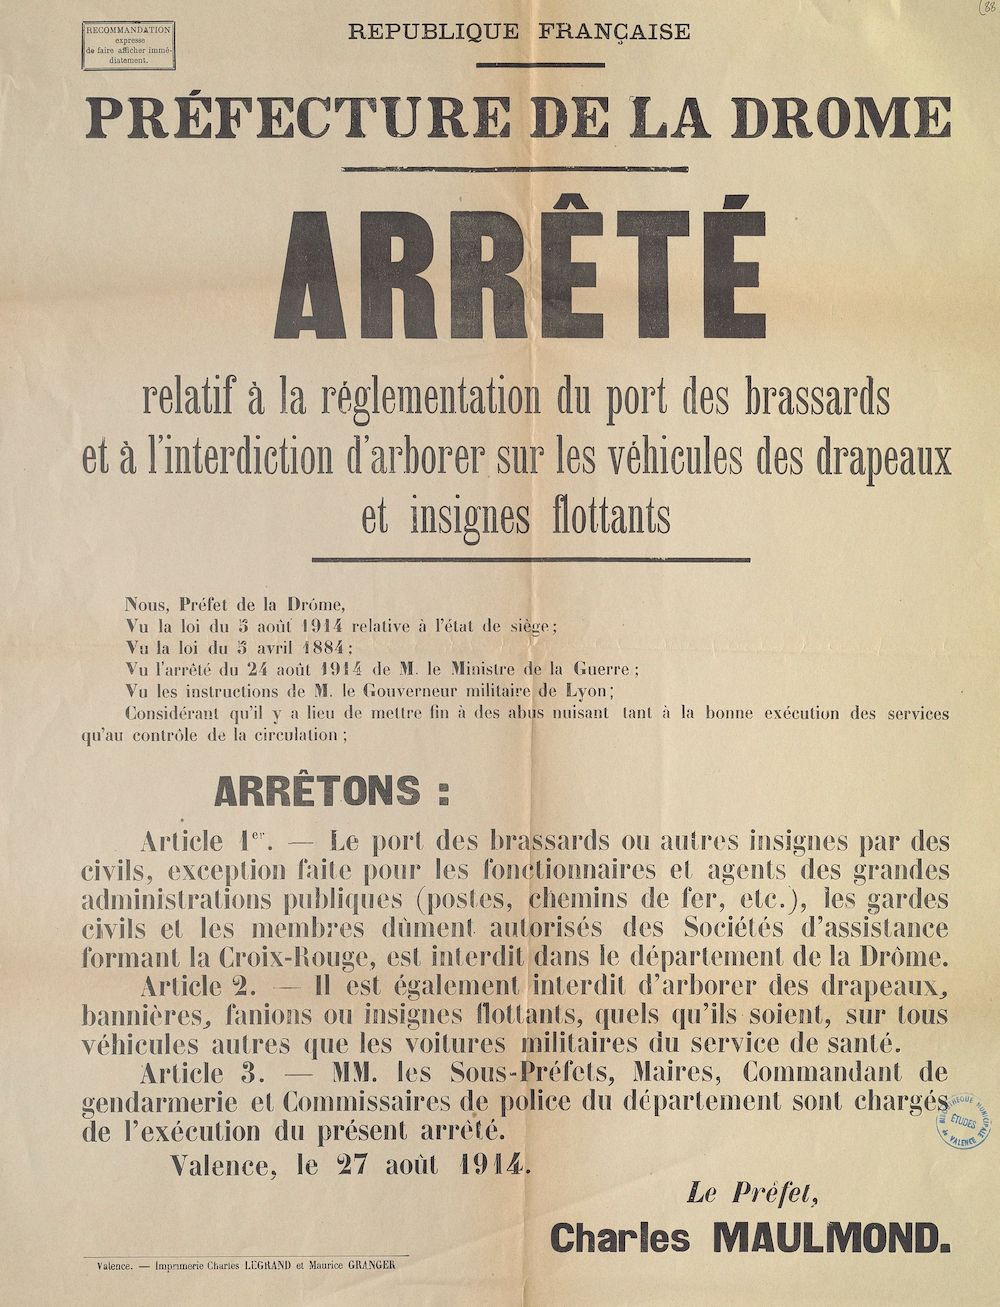 (88
RECOMMANDATION
expresse
de faire afficher immé-
diatement.
REPUBLIQUE FRANÇAISE
PRÉFECTURE DE LA DROME
ARRÊTÉ
relatif à la réglementation du port des brassards
et à l'interdiction d'arborer sur les véhicules des drapeaux
et insignes flottants
Nous, Préfet de la Drôme,
Vu la loi du 5 août 1914 relative à l'état de siège;
Vu la loi du 5 avril 1884;
Vu l'arrêté du 24 août 1914 de M. le Ministre de la Guerre;
Vu les instructions de M. le Gouverneur militaire de Lyon;
Considérant qu'il y a lieu de mettre fin à des abus nuisant tant à la bonne exécution des services
qu'au contrôle de la circulation;
ARRÊTONS :
Article 1er. — Le port des brassards ou autres insignes par des
civils, exception faite pour les fonctionnaires et agents des grandes
administrations publiques (postes, chemins de fer, etc.), les gardes
civils et les membres dûment autorisés des Sociétés d'assistance
formant la Croix-Rouge, est interdit dans le département de la Drôme.
Article 2. — Il est également interdit d'arborer des drapeaux,
bannières, fanions ou insignes flottants, quels qu'ils soient, sur tous
véhicules autres que les voitures militaires du service de santé.
Article 3. — MM. les Sous-Préfets, Maires, Commandant de
gendarmerie et Commissaires de police du département sont chargés
de l'exécution du présent arrêté.
MÉDIATHÈQUE MUNICIPALE
ÉTUDES
de VALENCE
Valence, le 27 août 1914.
Le Préfet,
Charles MAULMOND.
Valence. — Imprimerie Charles LEGRAND et Maurice GRANGER